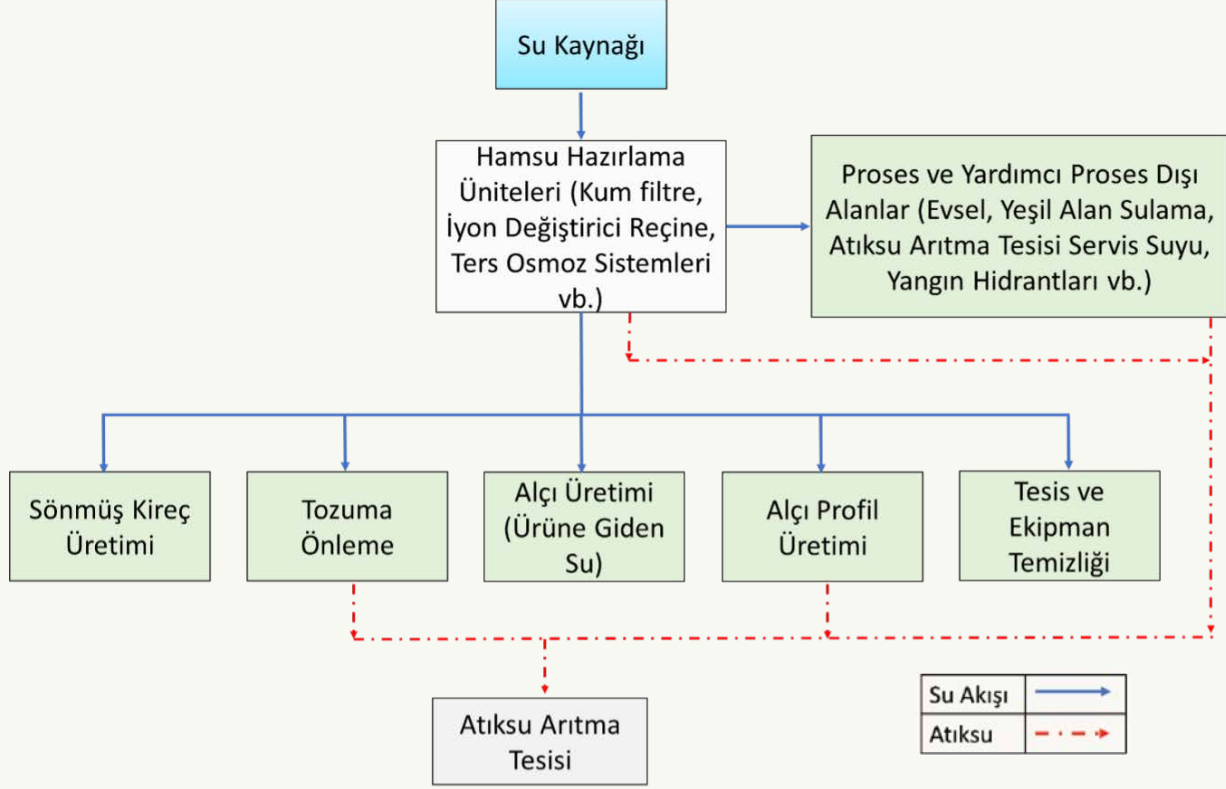 Su Kaynağı
Hamsu Hazırlama
Üniteleri (Kum filtre,
İyon Değiştirici Reçine,
Ters Osmoz Sistemleri
vb.)
Proses ve Yardımcı Proses Dışı
Alanlar (Evsel, Yeşil Alan Sulama,
Atıksu Arıtma Tesisi Servis Suyu,
Yangın Hidrantları vb.)
Sönmüş Kireç
Üretimi
Tozuma
Önleme
Alçı Üretimi
(Ürüne Giden
Su)
Alçı Profil
Üretimi
Tesis ve
Ekipman
Temizliği
Atıksu Arıtma
Tesisi
Su Akışı
Atıksu